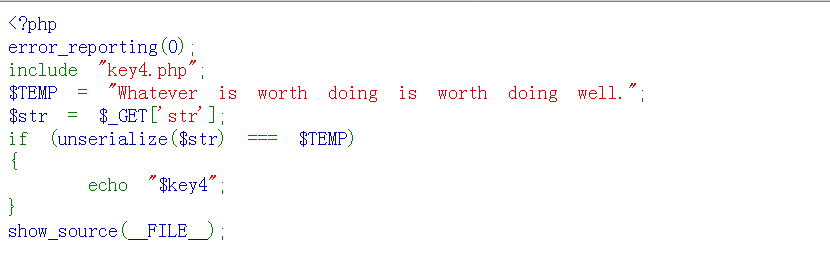 <?php
error_reporting(0);
include "key4.php";
$TEMP = "Whatever is worth doing is worth doing well.";
$str = $_GET['str'];
if (unserialize($str) === $TEMP)
{
echo "$key4";
}
show_source(__FILE__);